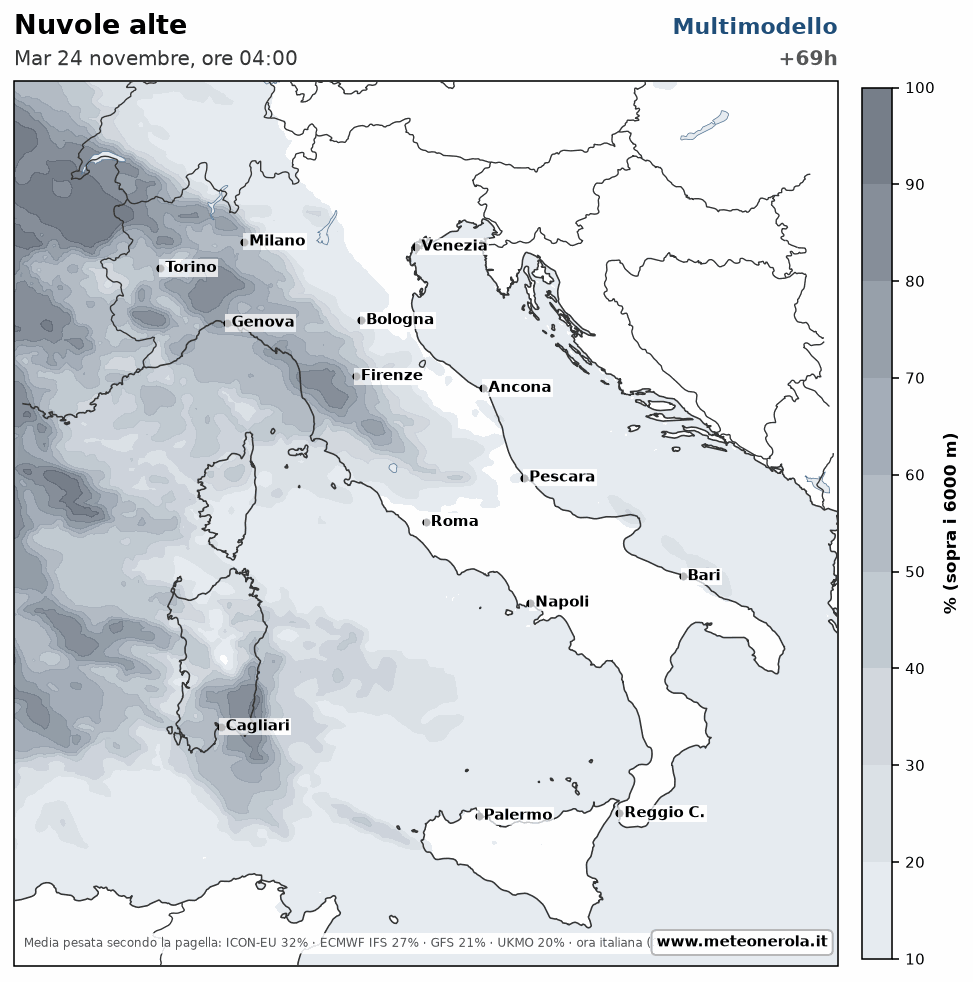 Nuvole alte
Multimodello
Mar 24 novembre, ore 04:00
+69h
100
90
80
70
60
50
40
30
20
10
% (sopra i 6000 m)
Milano
Venezia
Torino
Genova
Bologna
Firenze
Ancona
Pescara
Roma
Bari
Napoli
Cagliari
Palermo
Reggio C.
Media pesata secondo la pagella: ICON-EU 32% · ECMWF IFS 27% · GFS 21% · UKMO 20% · ora italiana (
www.meteonerola.it